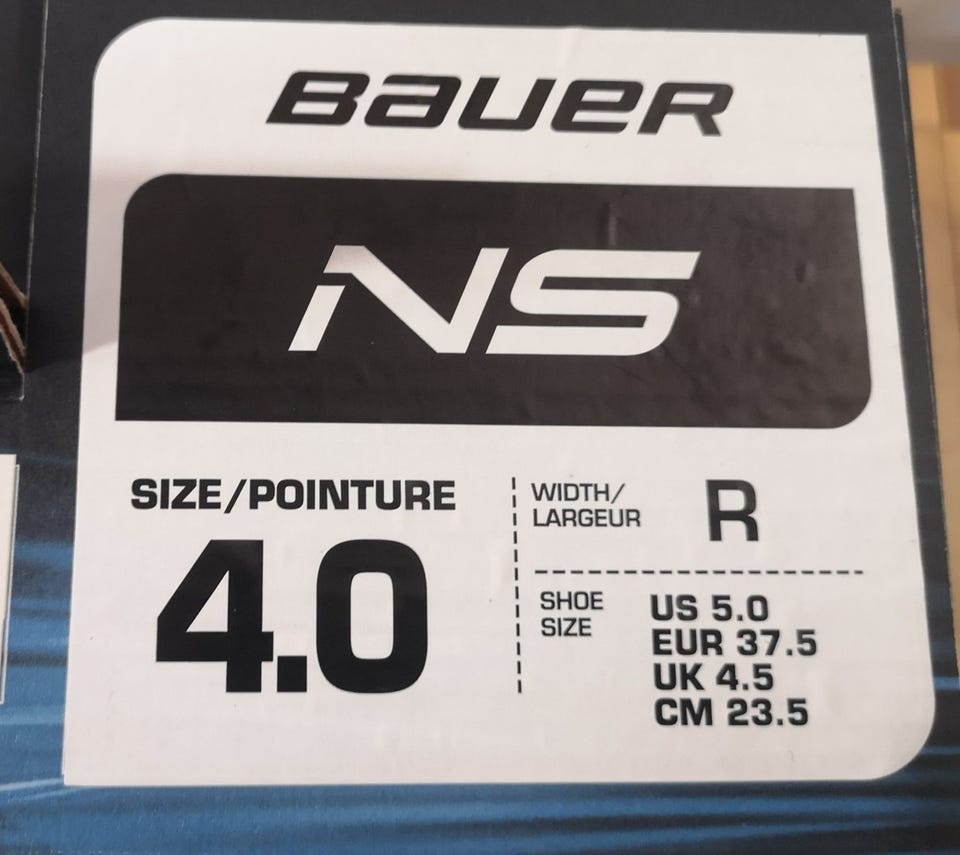 BAUER
NS
SIZE/POINTURE
4.0
WIDTH/
LARGEUR
R
SHOE
SIZE
US 5.0
EUR 37.5
UK 4.5
CM 23.5